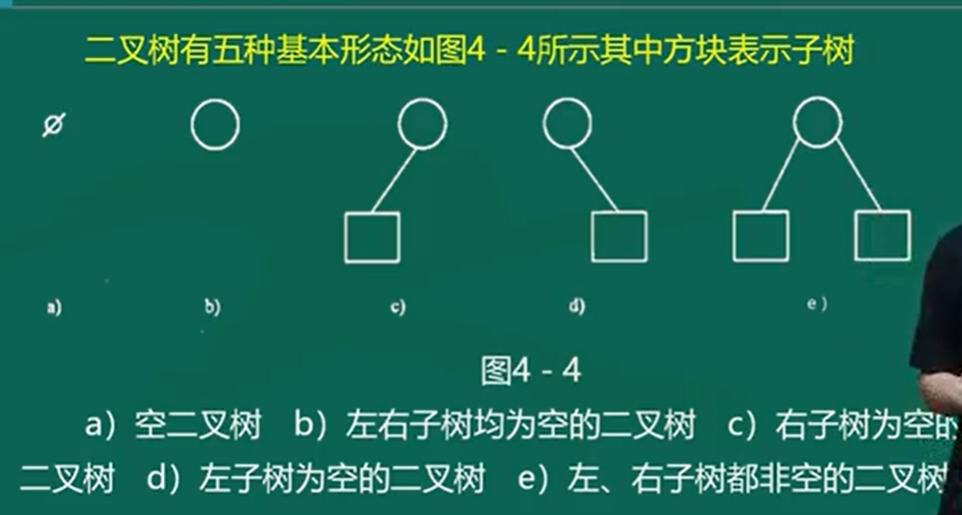 二叉树有五种基本形态如图4-4所示其中方块表示子树
ø
a) b) c) d) e)
图4-4
a）空二叉树 b）左右子树均为空的二叉树 c）右子树为空的
二叉树 d）左子树为空的二叉树 e）左、右子树都非空的二叉树